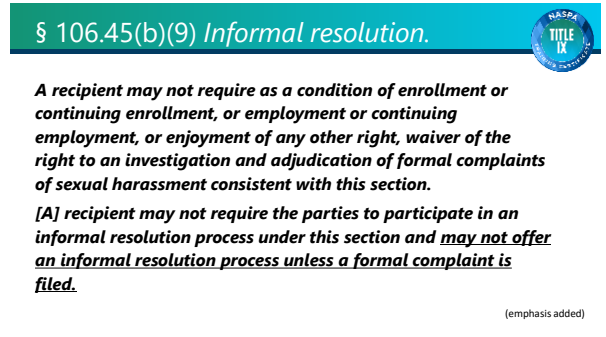 § 106.45(b)(9) Informal resolution.
NASPA
TITLE
IX
TRAINING CERTIFICATE
A recipient may not require as a condition of enrollment or
continuing enrollment, or employment or continuing
employment, or enjoyment of any other right, waiver of the
right to an investigation and adjudication of formal complaints
of sexual harassment consistent with this section.
[A] recipient may not require the parties to participate in an
informal resolution process under this section and may not offer
an informal resolution process unless a formal complaint is
filed.
(emphasis added)